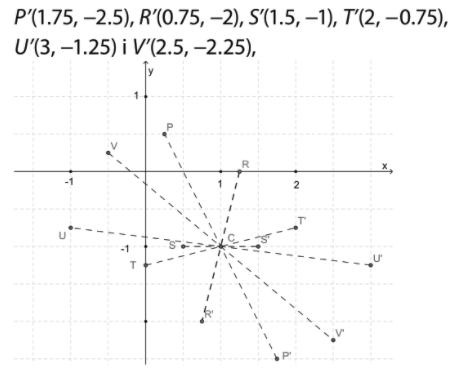 P′(1.75, –2.5), R′(0.75, –2), S′(1.5, –1), T′(2, –0.75),
U′(3, –1.25) i V′(2.5, –2.25),
y
1
P
V
R
x
-1
1
2
T'
U
C
S
S'
-1
T
U'
R'
V'
P'